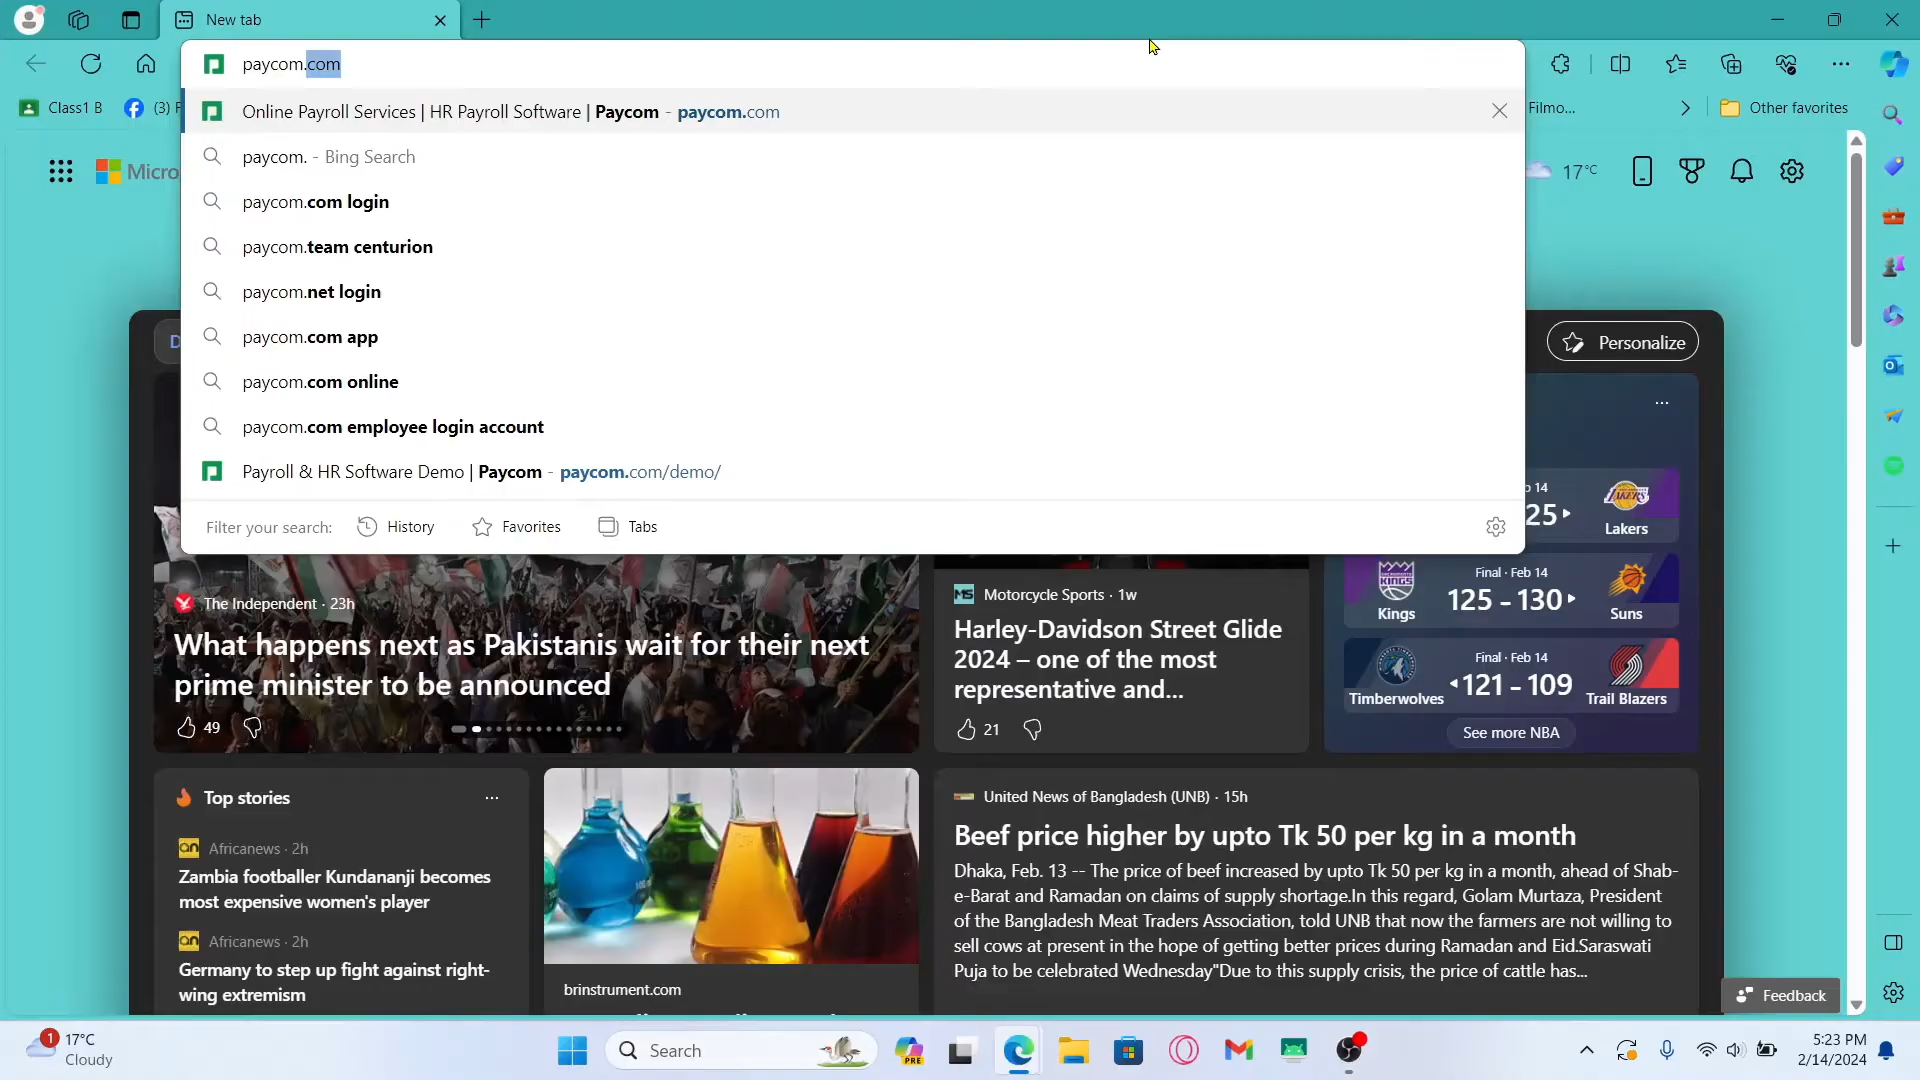 New tab
paycom.com
Class1 B
(3) F
Filmo...
Other favorites
Online Payroll Services | HR Payroll Software | Paycom - paycom.com
paycom. - Bing Search
paycom.com login
paycom.team centurion
paycom.net login
paycom.com app
paycom.com online
paycom.com employee login account
Payroll & HR Software Demo | Paycom - paycom.com/demo/
Filter your search:
History
Favorites
Tabs
Micro
17°C
Personalize
25
Lakers
Final · Feb 14
Kings
125 - 130
Suns
Final · Feb 14
Timberwolves
121 - 109
Trail Blazers
See more NBA
The Independent · 23h
What happens next as Pakistanis wait for their next
prime minister to be announced
49
Motorcycle Sports · 1w
Harley-Davidson Street Glide
2024 – one of the most
representative and...
21
Top stories
Africanews · 2h
Zambia footballer Kundananji becomes
most expensive women's player
Africanews · 2h
Germany to step up fight against right-
wing extremism
brinstrument.com
United News of Bangladesh (UNB) · 15h
Beef price higher by upto Tk 50 per kg in a month
Dhaka, Feb. 13 -- The price of beef increased by upto Tk 50 per kg in a month, ahead of Shab-
e-Barat and Ramadan on claims of supply shortage.In this regard, Golam Murtaza, President
of the Bangladesh Meat Traders Association, told UNB that now the farmers are not willing to
sell cows at present in the hope of getting better prices during Ramadan and Eid.Saraswati
Puja to be celebrated Wednesday"Due to this supply crisis, the price of cattle has...
Feedback
1
17°C
Cloudy
Search
PRE
5:23 PM
2/14/2024